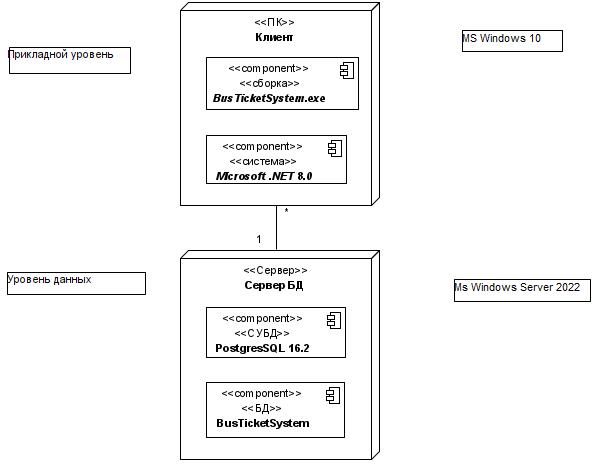 <<ПК>>
Клиент
MS Windows 10
Прикладной уровень
<<component>>
<<сборка>>
BusTicketSystem.exe
<<component>>
<<система>>
Microsoft .NET 8.0
*
1
<<Сервер>>
Сервер БД
Уровень данных
Ms Windows Server 2022
<<component>>
<<СУБД>>
PostgresSQL 16.2
<<component>>
<<БД>>
BusTicketSystem